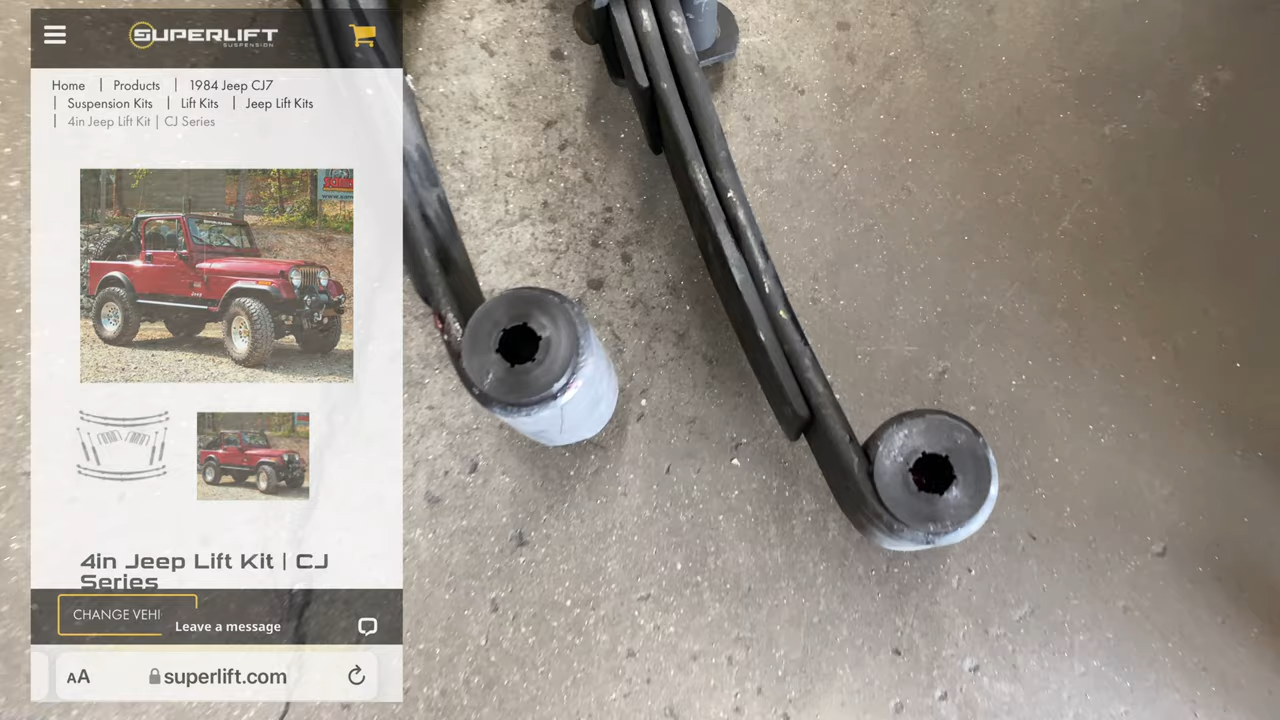 SUPERLIFT
SUSPENSION
Home | Products | 1984 Jeep CJ7
| Suspension Kits | Lift Kits | Jeep Lift Kits
| 4in Jeep Lift Kit | CJ Series
4in Jeep Lift Kit | CJ
Series
CHANGE VEHI
Leave a message
AA superlift.com